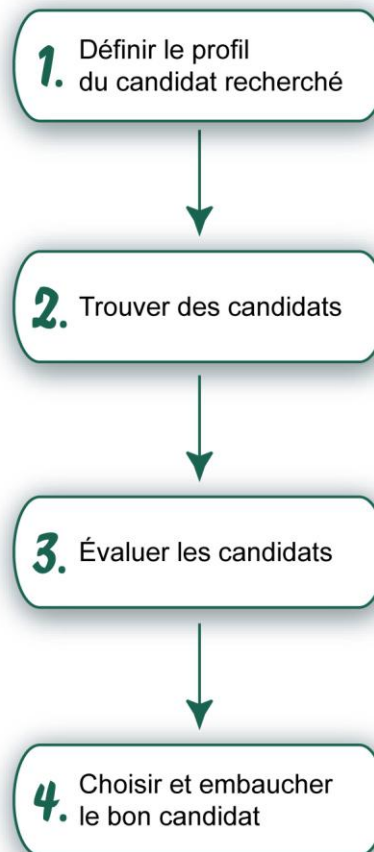 1. Définir le profil
du candidat recherché
2. Trouver des candidats
3. Évaluer les candidats
4. Choisir et embaucher
le bon candidat